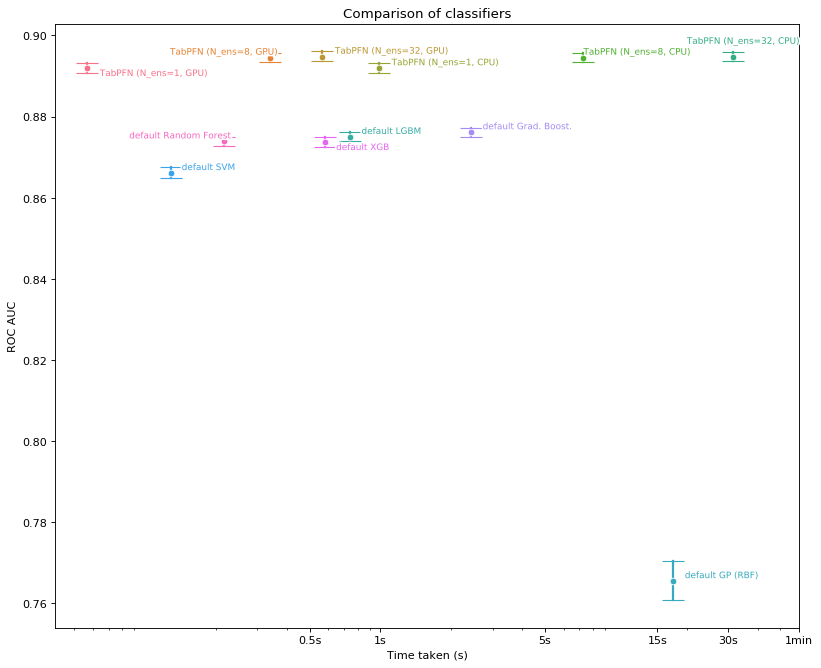 Comparison of classifiers
0.90
TabPFN (N_ens=32, CPU)
TabPFN (N_ens=8, GPU)
TabPFN (N_ens=32, GPU)
TabPFN (N_ens=8, CPU)
TabPFN (N_ens=1, CPU)
TabPFN (N_ens=1, GPU)
0.88
default Grad. Boost.
default LGBM
default Random Forest
default XGB
default SVM
0.86
0.84
ROC AUC
0.82
0.80
0.78
default GP (RBF)
0.76
0.5s
1s
5s
15s
30s
1min
Time taken (s)